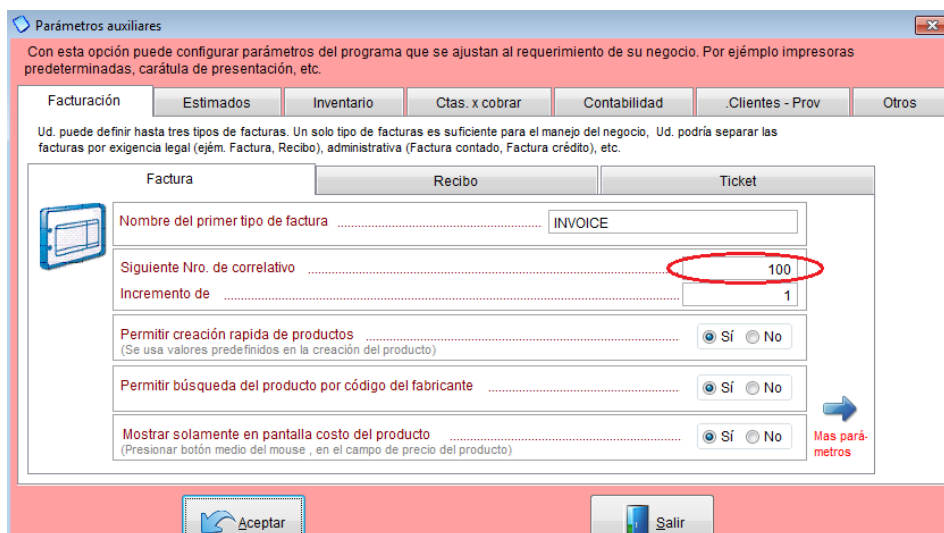 Parámetros auxiliares
Con esta opción puede configurar parámetros del programa que se ajustan al requerimiento de su negocio. Por ejémplo impresoras
predeterminadas, carátula de presentación, etc.
Facturación Estimados Inventario Ctas. x cobrar Contabilidad .Clientes - Prov Otros
Ud. puede definir hasta tres tipos de facturas. Un solo tipo de facturas es suficiente para el manejo del negocio, Ud. podría separar las
facturas por exigencia legal (ejém. Factura, Recibo), administrativa (Factura contado, Factura crédito), etc.
Factura Recibo Ticket
Nombre del primer tipo de factura INVOICE
Siguiente Nro. de correlativo 100
Incremento de 1
Permitir creación rapida de productos Sí No
(Se usa valores predefinidos en la creación del producto)
Permitir búsqueda del producto por código del fabricante Sí No
Mostrar solamente en pantalla costo del producto Sí No
(Presionar botón medio del mouse , en el campo de precio del producto)
Mas pará-
metros
Aceptar Salir